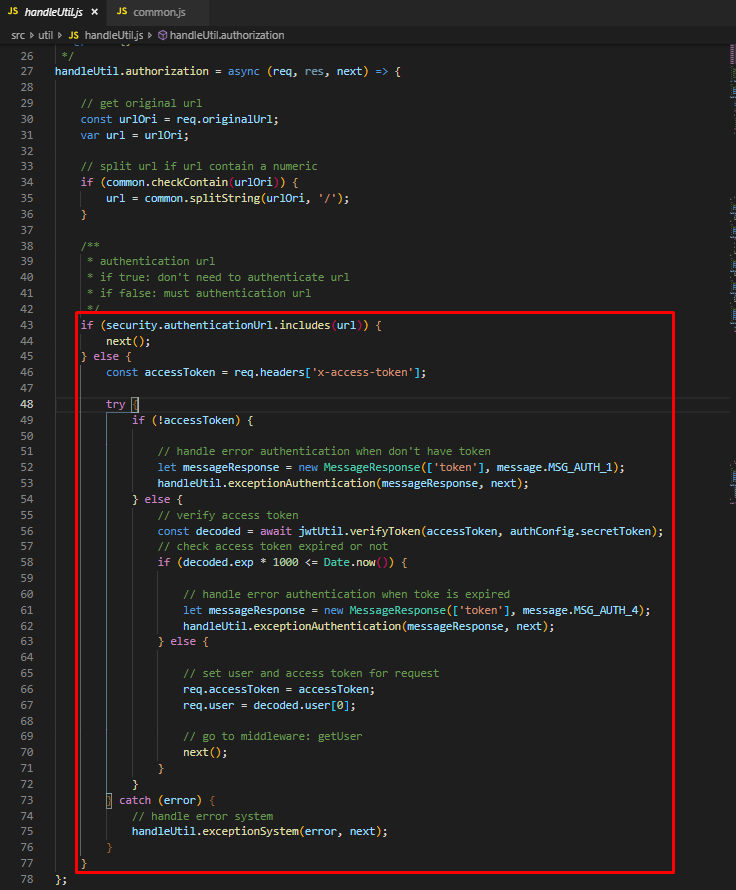 JS handleUtil.js ×
JS common.js
src > util > JS handleUtil.js > handleUtil.authorization
26 */
27 handleUtil.authorization = async (req, res, next) => {
28
29 // get original url
30 const urlOri = req.originalUrl;
31 var url = urlOri;
32
33 // split url if url contain a numeric
34 if (common.checkContain(urlOri)) {
35 url = common.splitString(urlOri, '/');
36 }
37
38 /**
39 * authentication url
40 * if true: don't need to authenticate url
41 * if false: must authentication url
42 */
43 if (security.authenticationUrl.includes(url)) {
44 next();
45 } else {
46 const accessToken = req.headers['x-access-token'];
47
48 try {
49 if (!accessToken) {
50
51 // handle error authentication when don't have token
52 let messageResponse = new MessageResponse(['token'], message.MSG_AUTH_1);
53 handleUtil.exceptionAuthentication(messageResponse, next);
54 } else {
55 // verify access token
56 const decoded = await jwtUtil.verifyToken(accessToken, authConfig.secretToken);
57 // check access token expired or not
58 if (decoded.exp * 1000 <= Date.now()) {
59
60 // handle error authentication when toke is expired
61 let messageResponse = new MessageResponse(['token'], message.MSG_AUTH_4);
62 handleUtil.exceptionAuthentication(messageResponse, next);
63 } else {
64
65 // set user and access token for request
66 req.accessToken = accessToken;
67 req.user = decoded.user[0];
68
69 // go to middleware: getUser
70 next();
71 }
72 }
73 } catch (error) {
74 // handle error system
75 handleUtil.exceptionSystem(error, next);
76 }
77 }
78 };